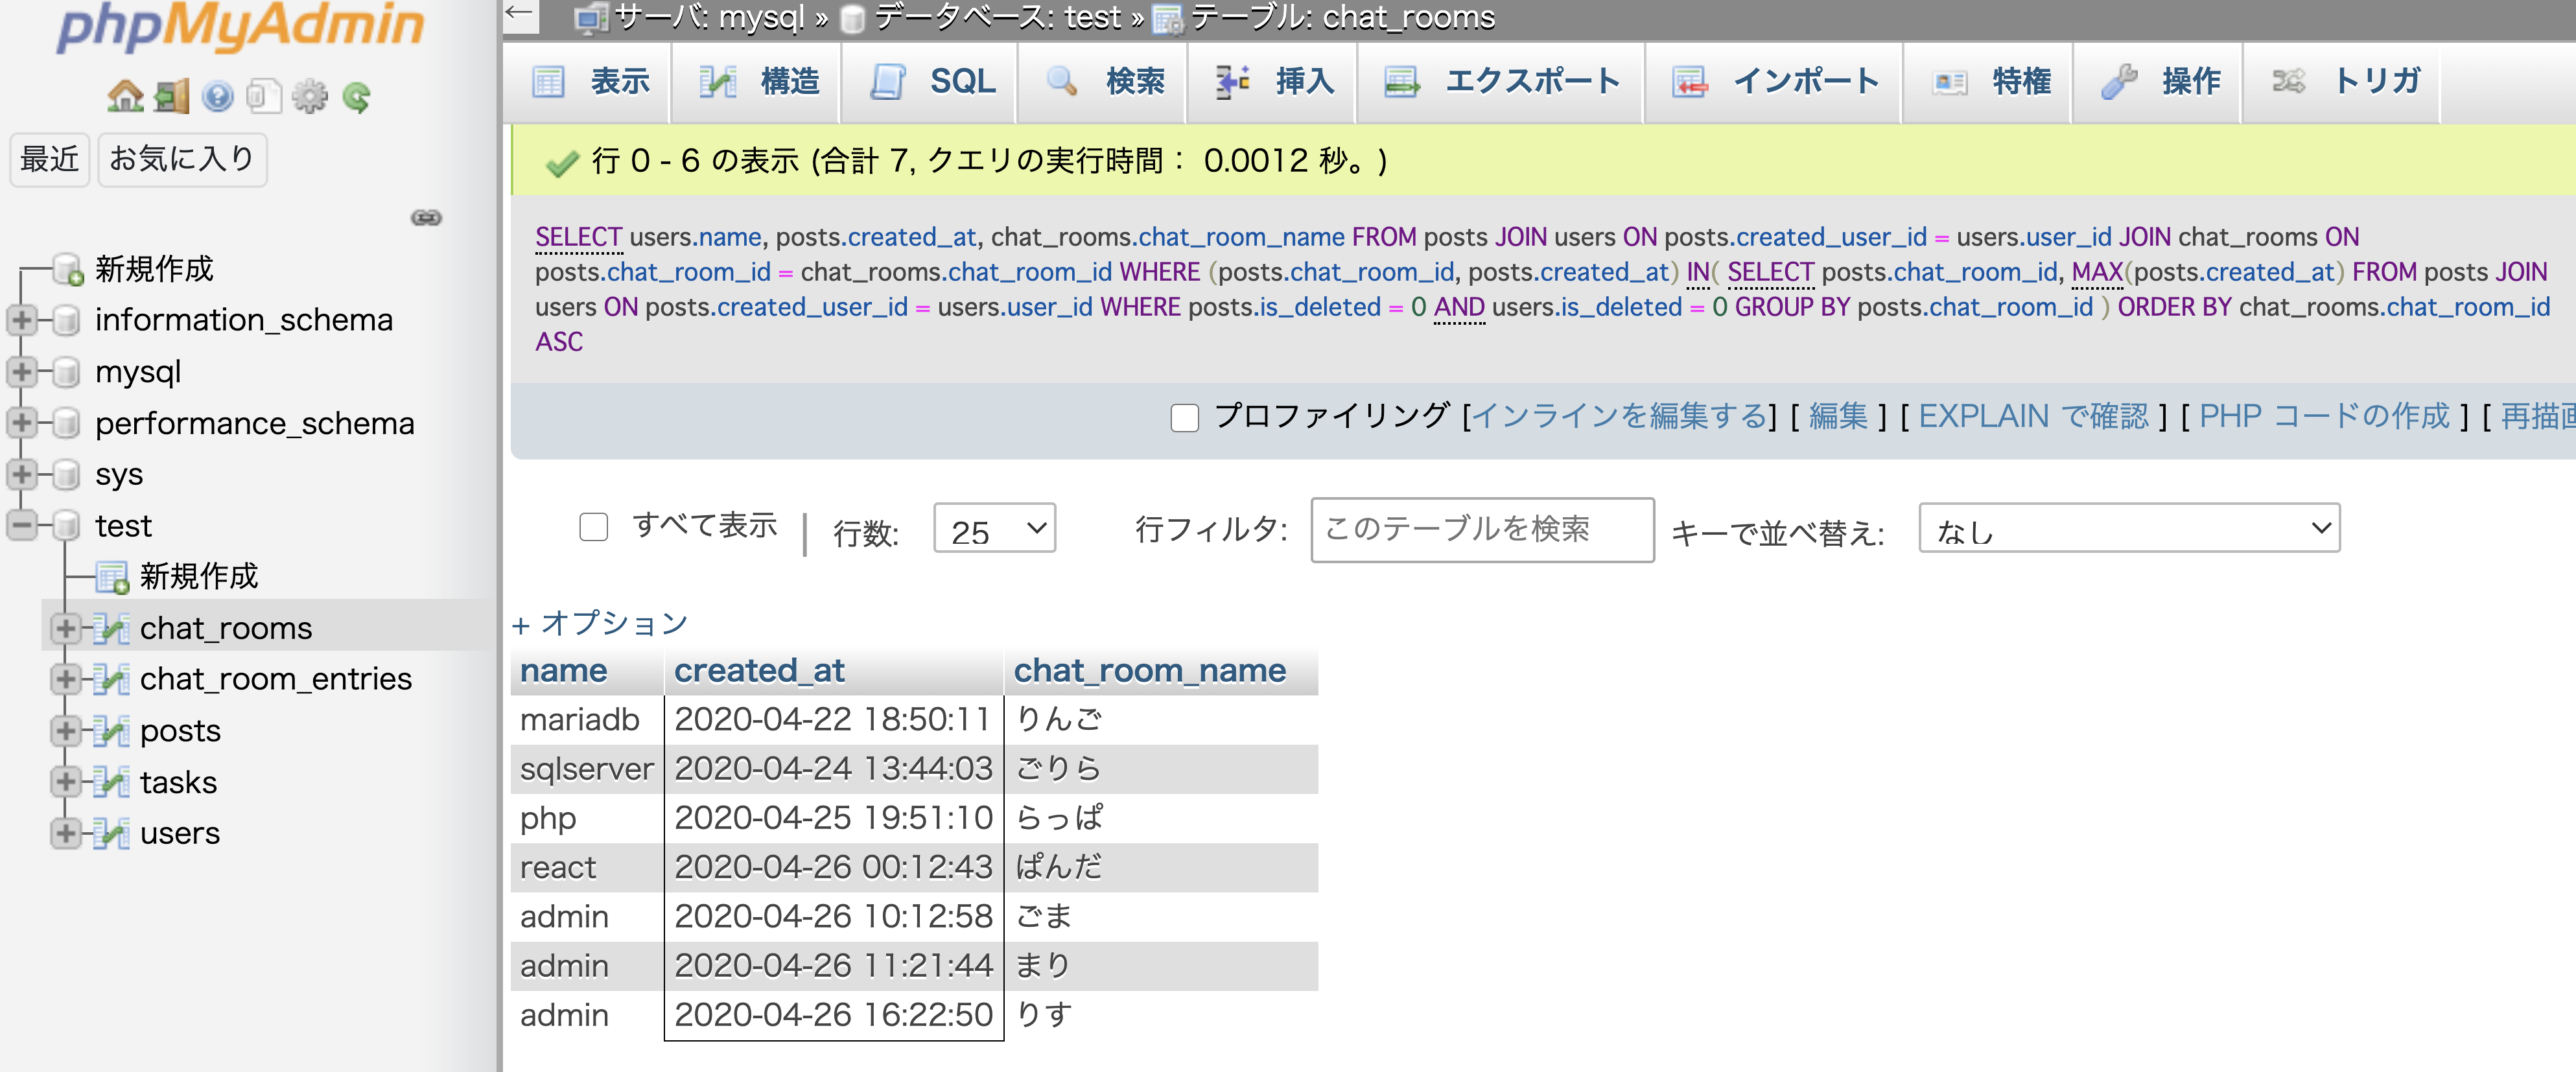 phpMyAdmin
最近 お気に入り
新規作成
information_schema
mysql
performance_schema
sys
test
新規作成
chat_rooms
chat_room_entries
posts
tasks
users
サーバ: mysql » データベース: test » テーブル: chat_rooms
表示 構造 SQL 検索 挿入 エクスポート インポート 特権 操作 トリガ
行 0 - 6 の表示 (合計 7, クエリの実行時間： 0.0012 秒。)
SELECT users.name, posts.created_at, chat_rooms.chat_room_name FROM posts JOIN users ON posts.created_user_id = users.user_id JOIN chat_rooms ON
posts.chat_room_id = chat_rooms.chat_room_id WHERE (posts.chat_room_id, posts.created_at) IN( SELECT posts.chat_room_id, MAX(posts.created_at) FROM posts JOIN
users ON posts.created_user_id = users.user_id WHERE posts.is_deleted = 0 AND users.is_deleted = 0 GROUP BY posts.chat_room_id ) ORDER BY chat_rooms.chat_room_id
ASC
プロファイリング [インラインを編集する] [ 編集 ] [ EXPLAIN で確認 ] [ PHP コードの作成 ] [ 再描画
すべて表示 | 行数: 25 行フィルタ: このテーブルを検索 キーで並べ替え: なし
+ オプション
name created_at chat_room_name
mariadb 2020-04-22 18:50:11 りんご
sqlserver 2020-04-24 13:44:03 ごりら
php 2020-04-25 19:51:10 らっぱ
react 2020-04-26 00:12:43 ぱんだ
admin 2020-04-26 10:12:58 ごま
admin 2020-04-26 11:21:44 まり
admin 2020-04-26 16:22:50 りす